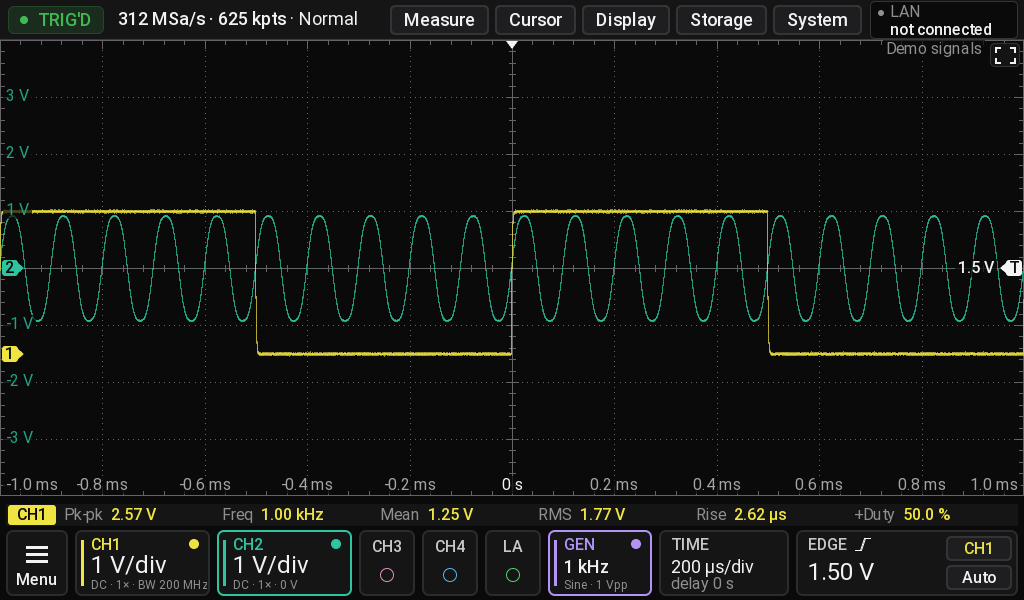 TRIG'D 312 MSa/s · 625 kpts · Normal Measure Cursor Display Storage System LAN
not connected
Demo signals
3 V
2 V
1 V
2 1.5 V T
-1 V
1
-2 V
-3 V
-1.0 ms -0.8 ms -0.6 ms -0.4 ms -0.2 ms 0 s 0.2 ms 0.4 ms 0.6 ms 0.8 ms 1.0 ms
CH1 Pk-pk 2.57 V Freq 1.00 kHz Mean 1.25 V RMS 1.77 V Rise 2.62 µs +Duty 50.0 %
Menu
CH1
1 V/div
DC · 1× · BW 200 MHz
CH2
1 V/div
DC · 1× · 0 V
CH3
CH4
LA
GEN
1 kHz
Sine · 1 Vpp
TIME
200 µs/div
delay 0 s
EDGE
1.50 V
CH1
Auto